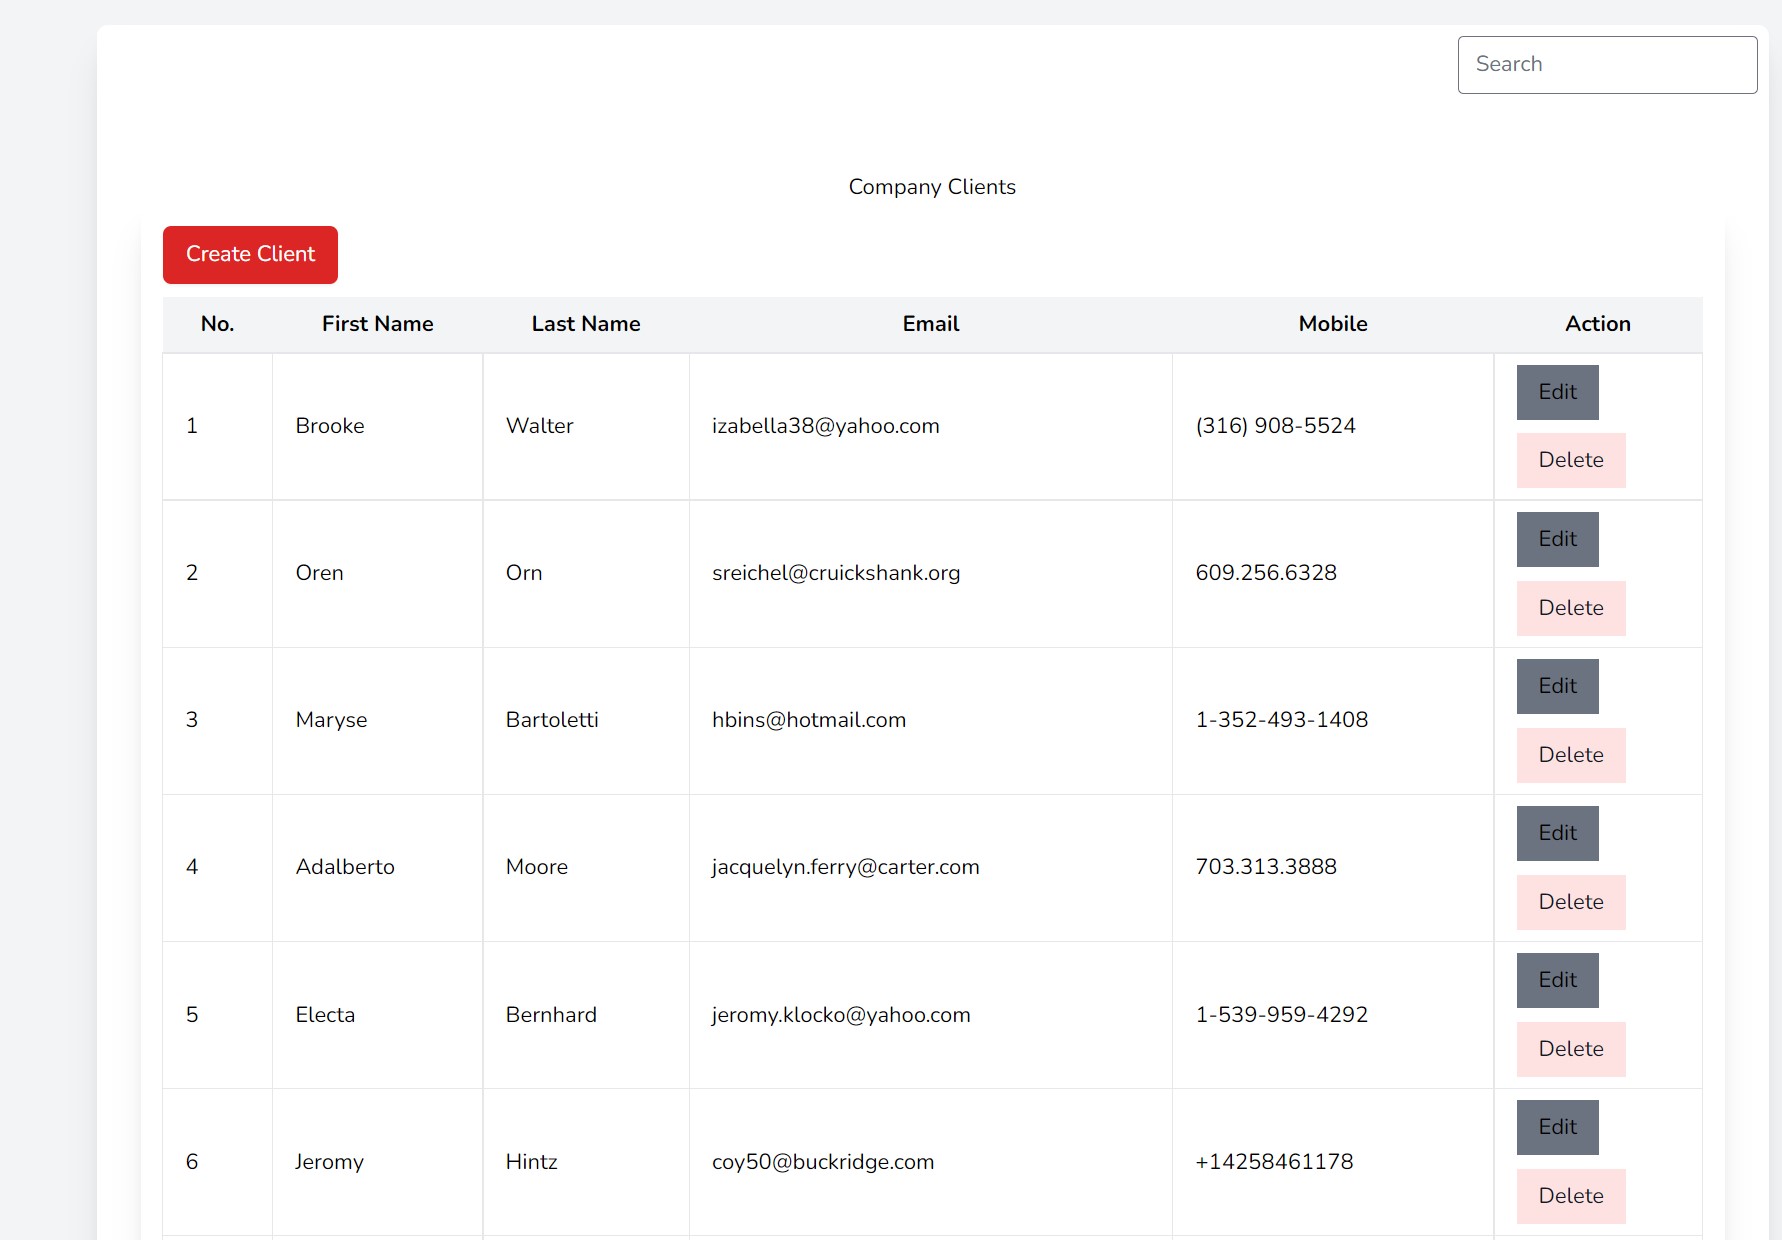 Search
Company Clients
Create Client
No. First Name Last Name Email Mobile Action
1 Brooke Walter izabella38@yahoo.com (316) 908-5524 Edit
Delete
2 Oren Orn sreichel@cruickshank.org 609.256.6328 Edit
Delete
3 Maryse Bartoletti hbins@hotmail.com 1-352-493-1408 Edit
Delete
4 Adalberto Moore jacquelyn.ferry@carter.com 703.313.3888 Edit
Delete
5 Electa Bernhard jeromy.klocko@yahoo.com 1-539-959-4292 Edit
Delete
6 Jeromy Hintz coy50@buckridge.com +14258461178 Edit
Delete